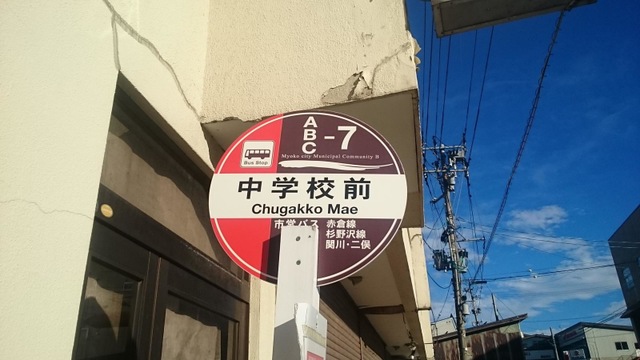 A
B
C
-7
Bus Stop
Myoko city Municipal Community B
中学校前
Chugakko Mae
市営バス 赤倉線
杉野沢線
関川・二俣